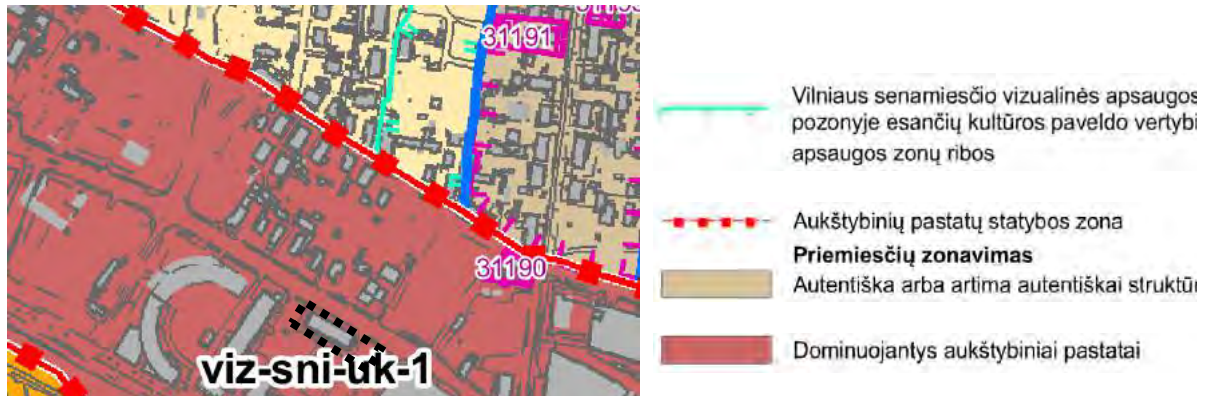 31191
31190
viz-sni-uk-1
Vilniaus senamiesčio vizualinės apsaugos
pozonyje esančių kultūros paveldo vertybi
apsaugos zonų ribos
Aukštybinių pastatų statybos zona
Priemiesčių zonavimas
Autentiška arba artima autentiškai struktūr
Dominuojantys aukštybiniai pastatai